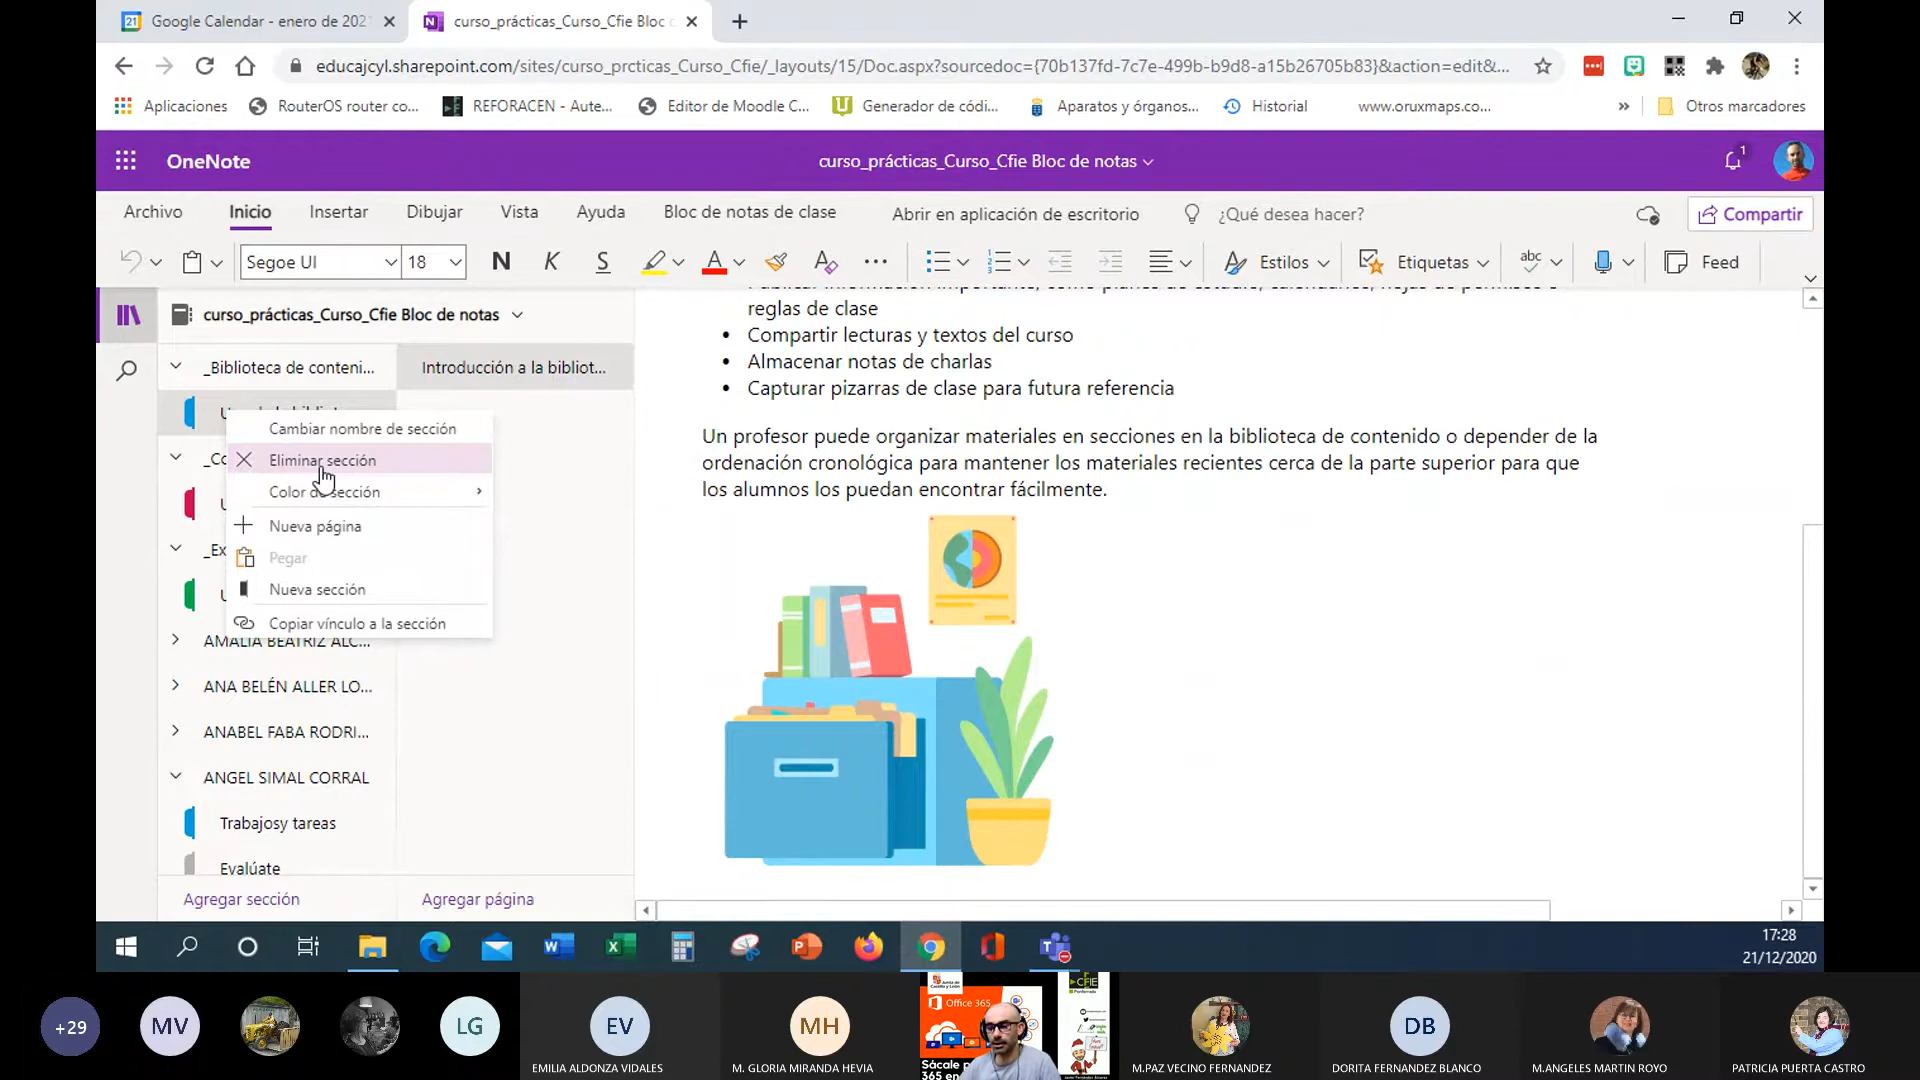 Google Calendar - enero de 202
curso_prácticas_Curso_Cfie Bloc
educajcyl.sharepoint.com/sites/curso_prcticas_Curso_Cfie/_layouts/15/Doc.aspx?sourcedoc={70b137fd-7c7e-499b-b9d8-a15b26705b83}&action=edit&...
Aplicaciones
RouterOS router co...
REFORACEN - Aute...
Editor de Moodle C...
Generador de códi...
Aparatos y órganos...
Historial
www.oruxmaps.co...
Otros marcadores
OneNote
curso_prácticas_Curso_Cfie Bloc de notas
1
Archivo
Inicio
Insertar
Dibujar
Vista
Ayuda
Bloc de notas de clase
Abrir en aplicación de escritorio
¿Qué desea hacer?
Compartir
Segoe UI
18
N
K
S
Estilos
Etiquetas
Feed
curso_prácticas_Curso_Cfie Bloc de notas
_Biblioteca de conteni...
Introducción a la bibliot...
Cambiar nombre de sección
Eliminar sección
Color de sección
Nueva página
Pegar
Nueva sección
Copiar vínculo a la sección
AMALIA BEATRIZ ALC...
ANA BELÉN ALLER LO...
ANABEL FABA RODRI...
ANGEL SIMAL CORRAL
Trabajosy tareas
Evalúate
Agregar sección
Agregar página
reglas de clase
• Compartir lecturas y textos del curso
• Almacenar notas de charlas
• Capturar pizarras de clase para futura referencia
Un profesor puede organizar materiales en secciones en la biblioteca de contenido o depender de la
ordenación cronológica para mantener los materiales recientes cerca de la parte superior para que
los alumnos los puedan encontrar fácilmente.
17:28
21/12/2020
+29
MV
LG
EV
EMILIA ALDONZA VIDALES
MH
M. GLORIA MIRANDA HEVIA
Office 365
Sácale
365 en
CFIE
M.PAZ VECINO FERNANDEZ
DB
DORITA FERNANDEZ BLANCO
M.ANGELES MARTIN ROYO
PATRICIA PUERTA CASTRO